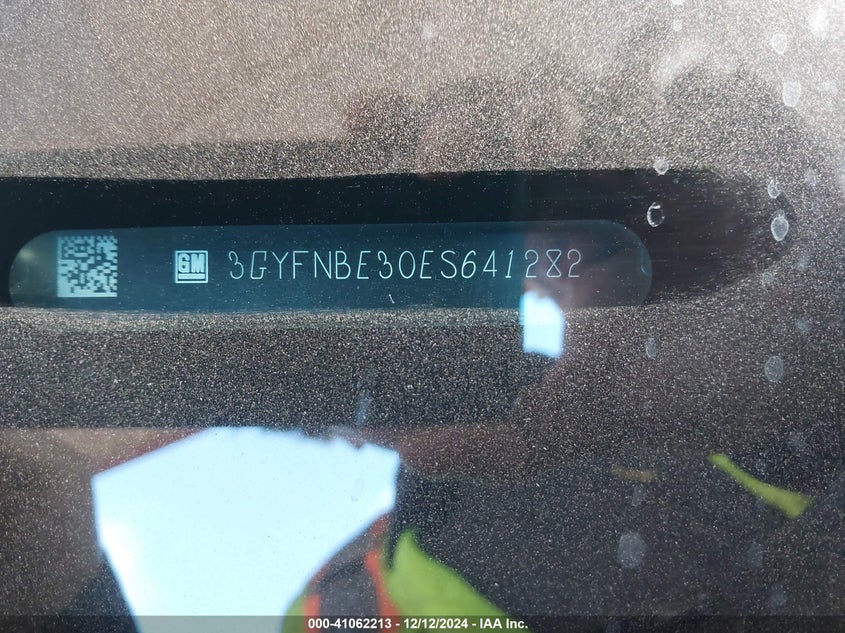 GM 3GYFNBE30ES641282
000-41062213 - 12/12/2024 - IAA Inc.